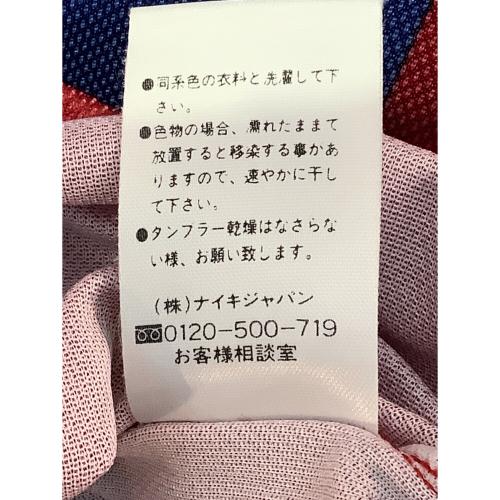 ●同系色の衣料と洗濯して下
さい。
●色物の場合、濡れたままで
放置すると移染する事があ
りますので、速やかに干し
て下さい。
●タンブラー乾燥はなさらな
い様、お願い致します。
(株)ナイキジャパン
0120-500-719
お客様相談室